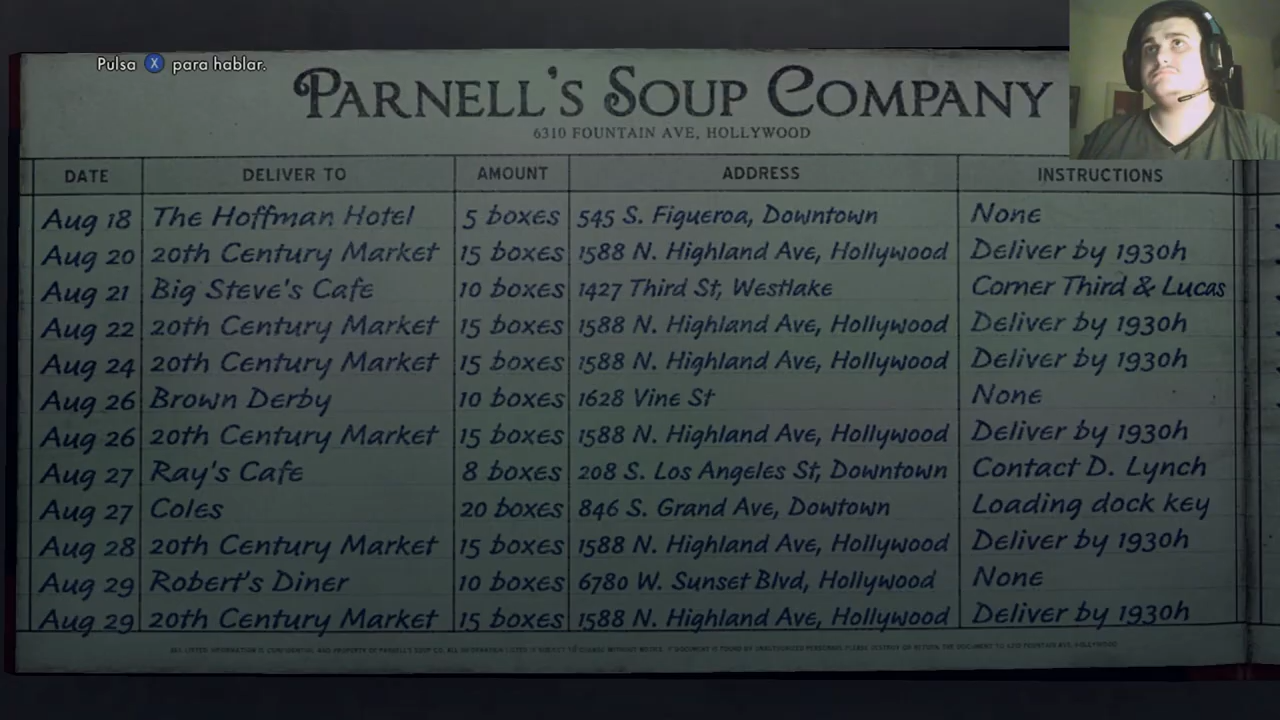 Pulsa X para hablar.
PARNELL'S SOUP COMPANY
6310 FOUNTAIN AVE, HOLLYWOOD
DATE DELIVER TO AMOUNT ADDRESS INSTRUCTIONS
Aug 18 The Hoffman Hotel 5 boxes 545 S. Figueroa, Downtown None
Aug 20 20th Century Market 15 boxes 1588 N. Highland Ave, Hollywood Deliver by 1930h
Aug 21 Big Steve's Cafe 10 boxes 1427 Third St, Westlake Corner Third & Lucas
Aug 22 20th Century Market 15 boxes 1588 N. Highland Ave, Hollywood Deliver by 1930h
Aug 24 20th Century Market 15 boxes 1588 N. Highland Ave, Hollywood Deliver by 1930h
Aug 26 Brown Derby 10 boxes 1628 Vine St None
Aug 26 20th Century Market 15 boxes 1588 N. Highland Ave, Hollywood Deliver by 1930h
Aug 27 Ray's Cafe 8 boxes 208 S. Los Angeles St, Downtown Contact D. Lynch
Aug 27 Coles 20 boxes 846 S. Grand Ave, Dowtown Loading dock key
Aug 28 20th Century Market 15 boxes 1588 N. Highland Ave, Hollywood Deliver by 1930h
Aug 29 Robert's Diner 10 boxes 6780 W. Sunset Blvd, Hollywood None
Aug 29 20th Century Market 15 boxes 1588 N. Highland Ave, Hollywood Deliver by 1930h